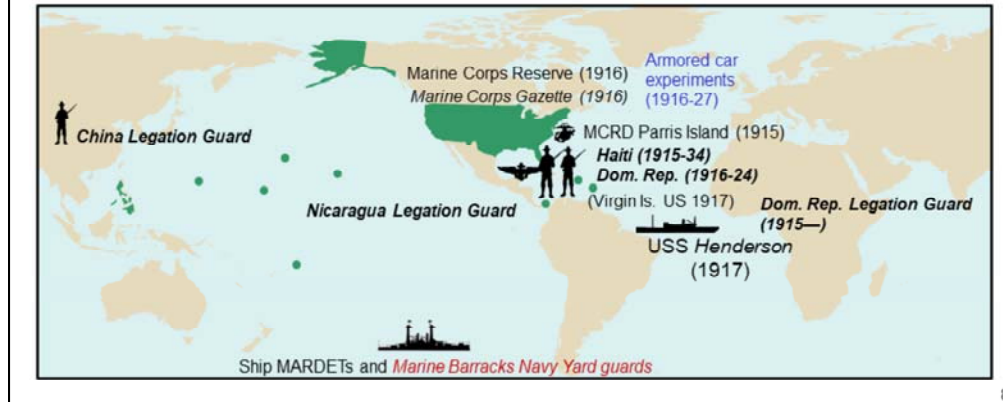 Marine Corps Reserve (1916)
Marine Corps Gazette (1916)
Armored car
experiments
(1916-27)
China Legation Guard
MCRD Parris Island (1915)
Haiti (1915-34)
Dom. Rep. (1916-24)
(Virgin Is. US 1917)
Nicaragua Legation Guard
Dom. Rep. Legation Guard
(1915—)
USS Henderson
(1917)
Ship MARDETs and Marine Barracks Navy Yard guards